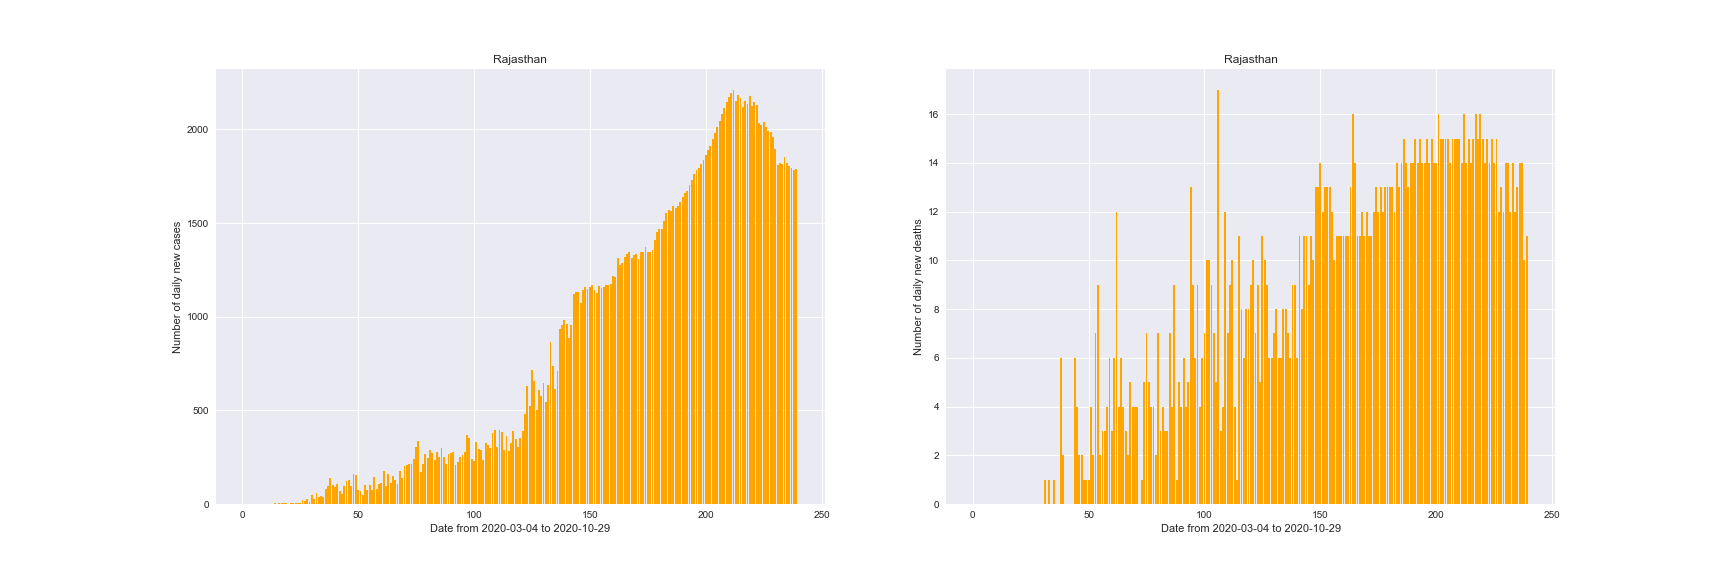 Rajasthan
Number of daily new cases
2000
1500
1000
500
0
0 50 100 150 200 250
Date from 2020-03-04 to 2020-10-29
Rajasthan
Number of daily new deaths
16
14
12
10
8
6
4
2
0
0 50 100 150 200 250
Date from 2020-03-04 to 2020-10-29